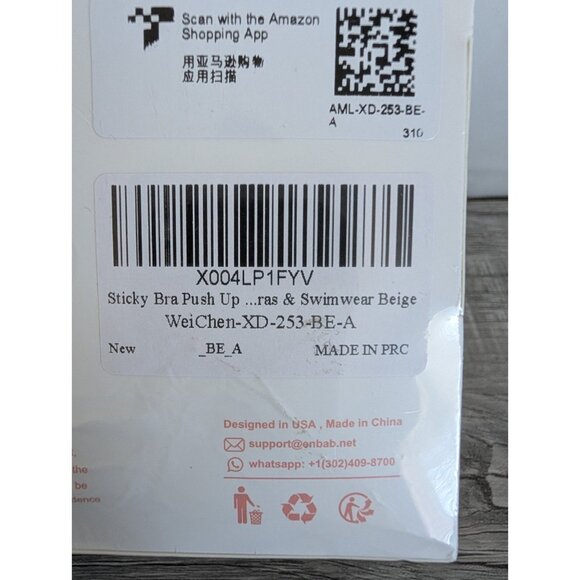 Scan with the Amazon
Shopping App
用亚马逊购物
应用扫描
AML-XD-253-BE-
A
310
X004LP1FYV
Sticky Bra Push Up ...ras & Swimwear Beige
WeiChen-XD-253-BE-A
New _BE_A MADE IN PRC
Designed in USA , Made in China
support@enbab.net
whatsapp: +1(302)409-8700
the
be